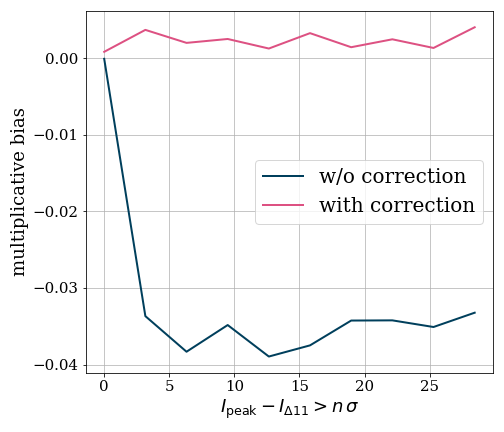 0.00
−0.01
−0.02
−0.03
−0.04
multiplicative bias
w/o correction
with correction
0 5 10 15 20 25
I_peak − I_Δ11 > n σ